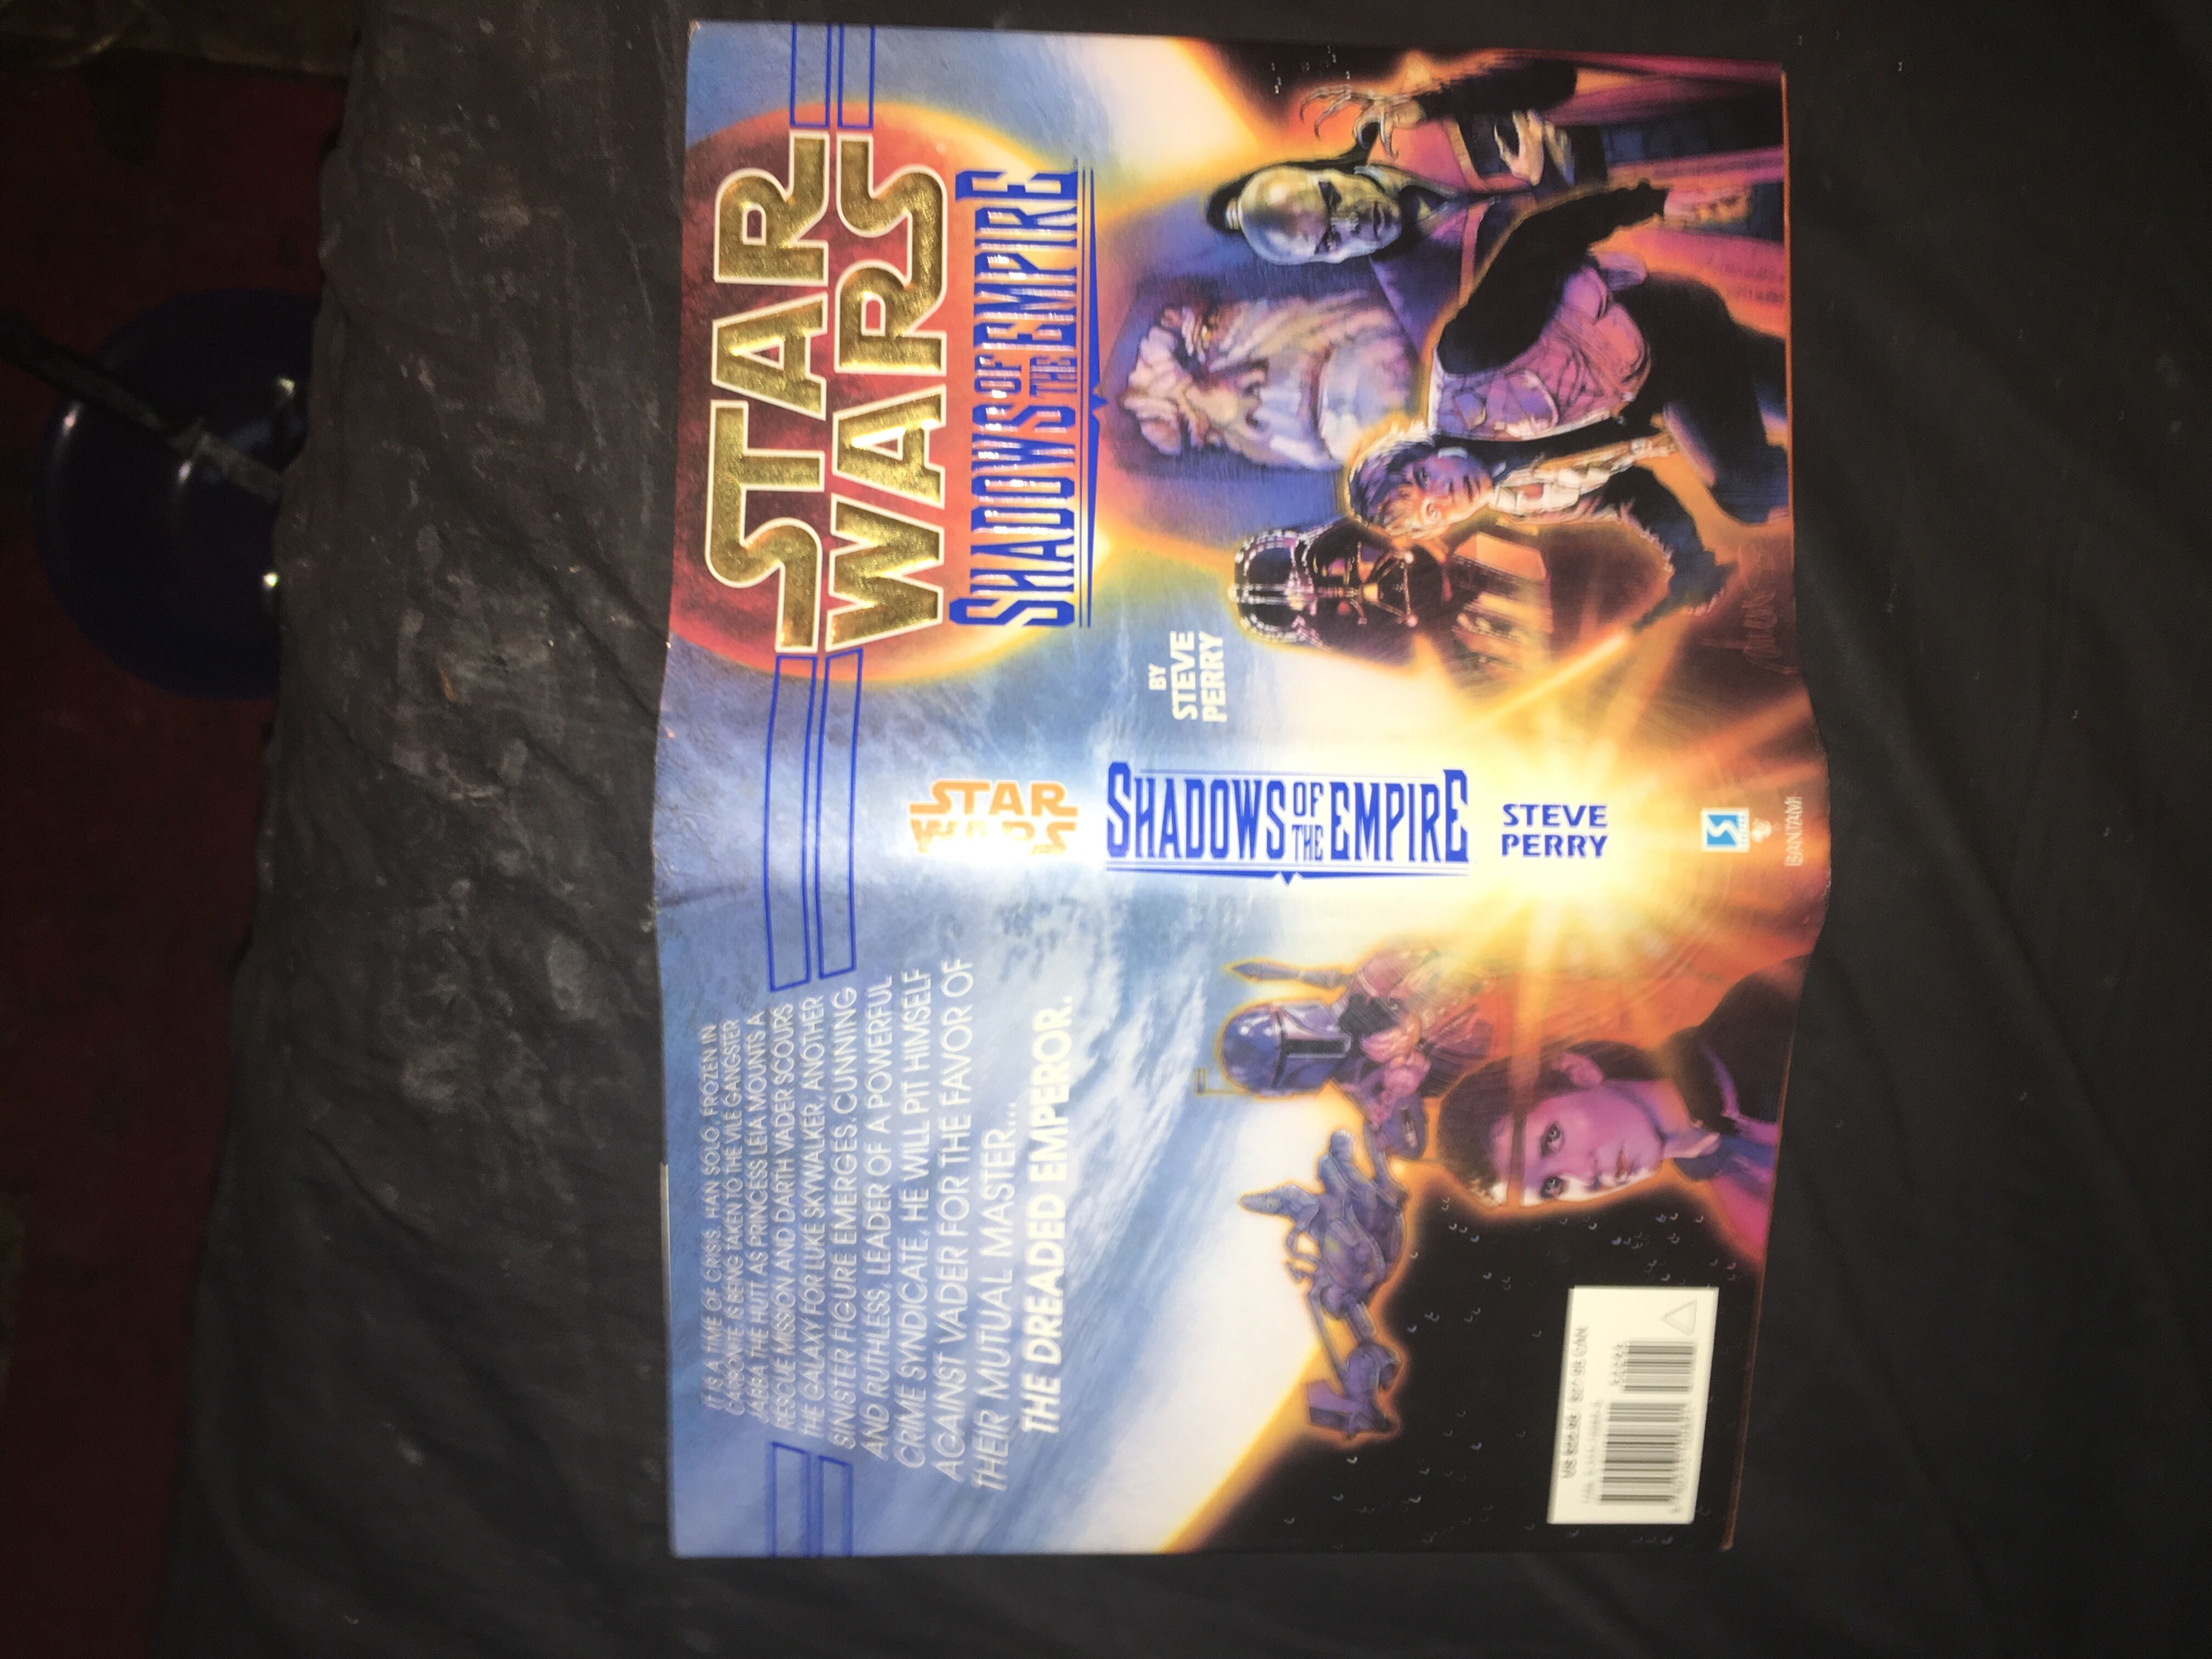 STAR
WARS
SHADOWS OF THE EMPIRE
BY
STEVE
PERRY
STAR
WARS
SHADOWS OF THE EMPIRE
STEVE
PERRY
BANTAM
IT IS A TIME OF CRISIS. HAN SOLO, FROZEN IN
CARBONITE, IS BEING TAKEN TO THE VILE GANGSTER
JABBA THE HUTT. AS PRINCESS LEIA MOUNTS A
RESCUE MISSION AND DARTH VADER SCOURS
THE GALAXY FOR LUKE SKYWALKER, ANOTHER
SINISTER FIGURE EMERGES. CUNNING
AND RUTHLESS, LEADER OF A POWERFUL
CRIME SYNDICATE, HE WILL PIT HIMSELF
AGAINST VADER FOR THE FAVOR OF
THEIR MUTUAL MASTER....
THE DREADED EMPEROR.